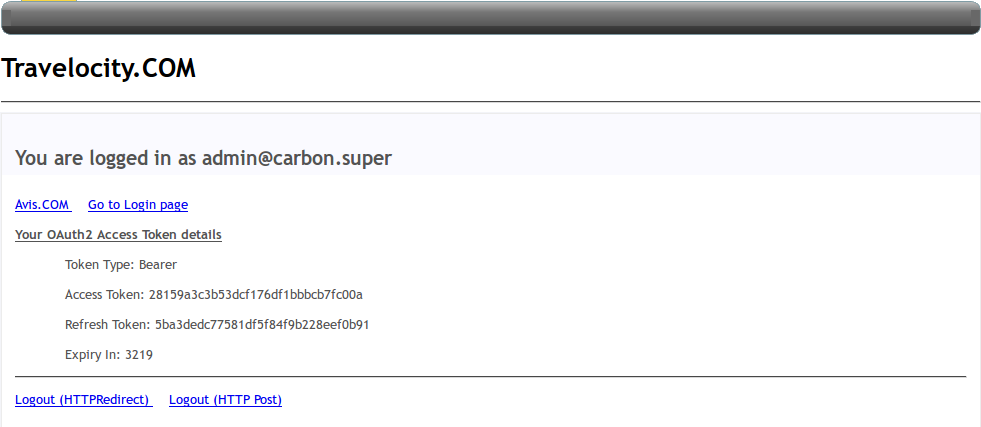 Travelocity.COM
You are logged in as admin@carbon.super
Avis.COM Go to Login page
Your OAuth2 Access Token details
Token Type: Bearer
Access Token: 28159a3c3b53dcf176df1bbbcb7fc00a
Refresh Token: 5ba3dedc77581df5f84f9b228eef0b91
Expiry In: 3219
Logout (HTTPRedirect) Logout (HTTP Post)